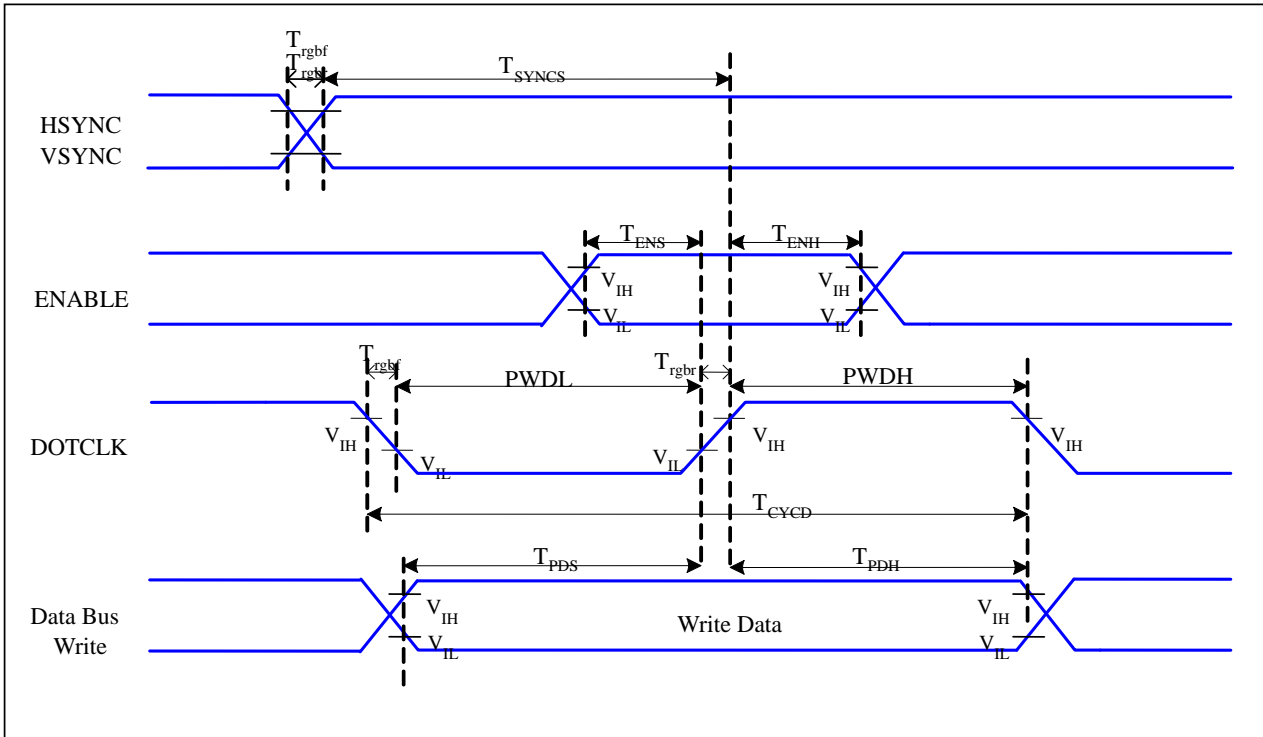 Trgbf
Trgbr
TSYNCS
HSYNC
VSYNC
TENS
TENH
VIH
VIH
ENABLE
VIL
VIL
Trgbf
Trgbr
PWDL
PWDH
DOTCLK
VIH
VIL
VIL
VIH
VIH
TCYCD
TPDS
TPDH
Data Bus
Write
VIH
VIL
Write Data
VIH
VIL